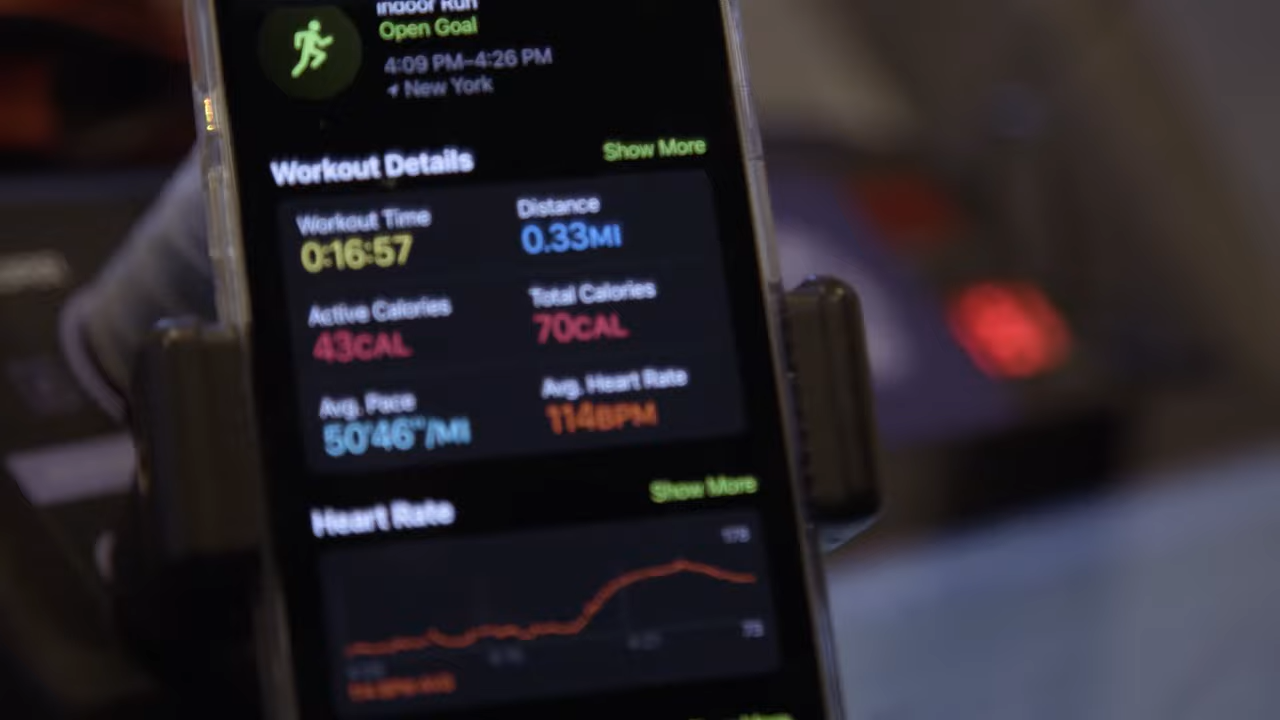 Indoor Run
Open Goal
4:09 PM–4:26 PM
New York
Workout Details
Show More
Workout Time
Distance
0:16:57
0.33MI
Active Calories
Total Calories
43CAL
70CAL
Avg. Pace
Avg. Heart Rate
50'46"/MI
114BPM
Heart Rate
Show More